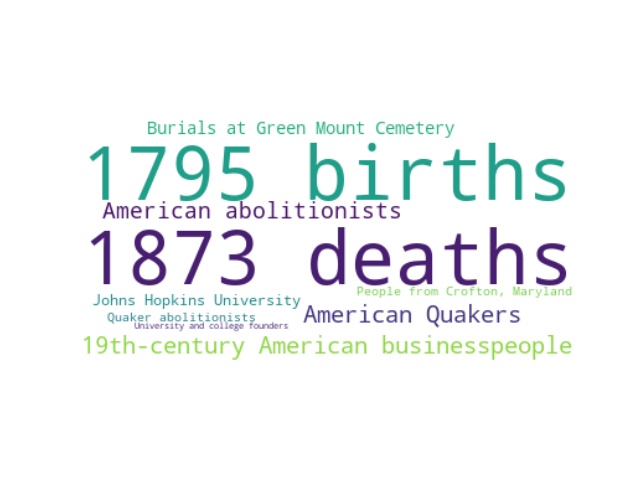 Burials at Green Mount Cemetery
1795 births
American abolitionists
1873 deaths
People from Crofton, Maryland
Johns Hopkins University
American Quakers
Quaker abolitionists
University and college founders
19th-century American businesspeople